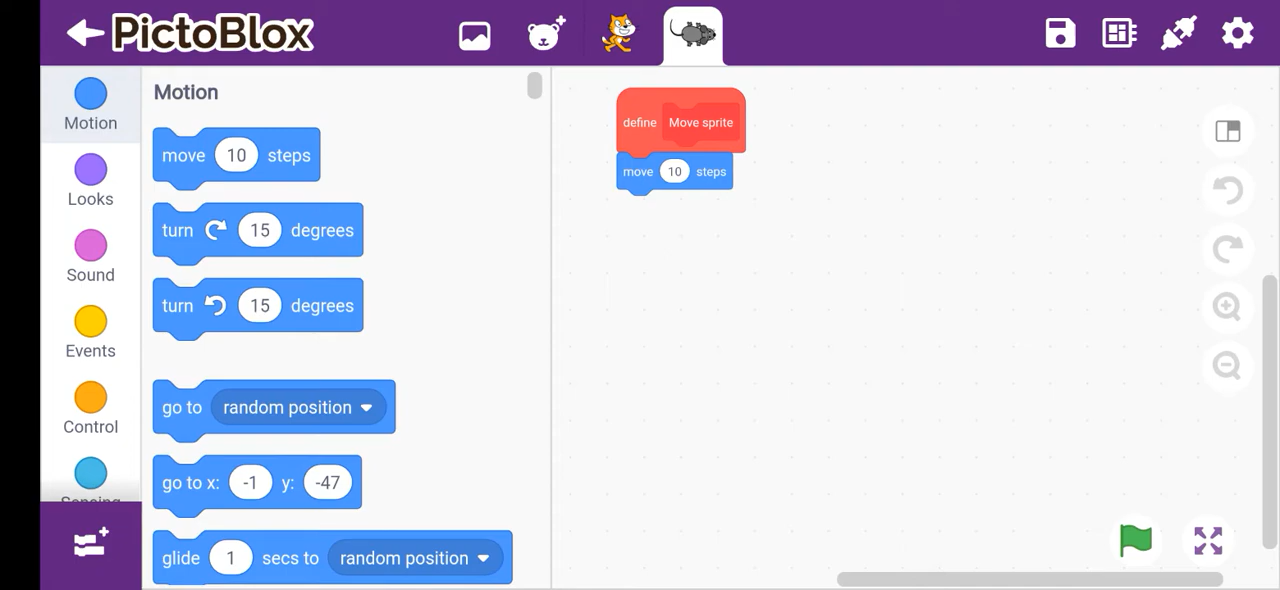 PictoBlox
Motion
Looks
Sound
Events
Control
Sensing
Motion
move 10 steps
turn 15 degrees
turn 15 degrees
go to random position
go to x: -1 y: -47
glide 1 secs to random position
define Move sprite
move 10 steps